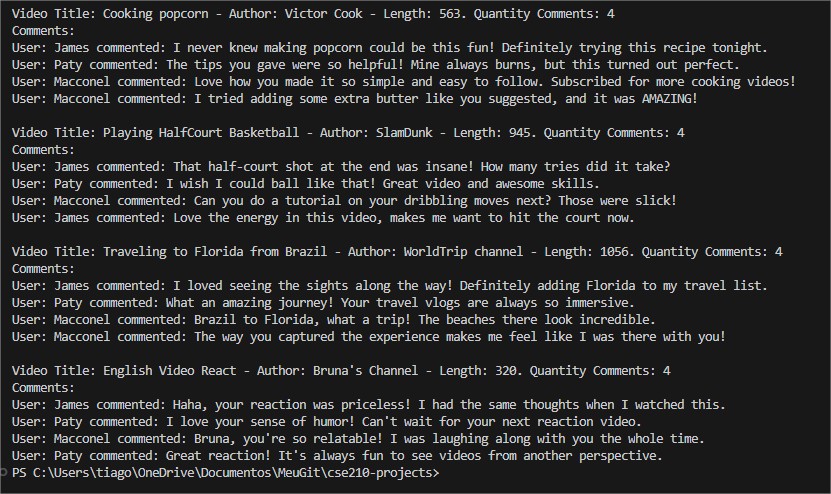 Video Title: Cooking popcorn - Author: Victor Cook - Length: 563. Quantity Comments: 4
Comments:
User: James commented: I never knew making popcorn could be this fun! Definitely trying this recipe tonight.
User: Paty commented: The tips you gave were so helpful! Mine always burns, but this turned out perfect.
User: Macconel commented: Love how you made it so simple and easy to follow. Subscribed for more cooking videos!
User: Macconel commented: I tried adding some extra butter like you suggested, and it was AMAZING!

Video Title: Playing HalfCourt Basketball - Author: SlamDunk - Length: 945. Quantity Comments: 4
Comments:
User: James commented: That half-court shot at the end was insane! How many tries did it take?
User: Paty commented: I wish I could ball like that! Great video and awesome skills.
User: Macconel commented: Can you do a tutorial on your dribbling moves next? Those were slick!
User: James commented: Love the energy in this video, makes me want to hit the court now.

Video Title: Traveling to Florida from Brazil - Author: WorldTrip channel - Length: 1056. Quantity Comments: 4
Comments:
User: James commented: I loved seeing the sights along the way! Definitely adding Florida to my travel list.
User: Paty commented: What an amazing journey! Your travel vlogs are always so immersive.
User: Macconel commented: Brazil to Florida, what a trip! The beaches there look incredible.
User: Macconel commented: The way you captured the experience makes me feel like I was there with you!

Video Title: English Video React - Author: Bruna's Channel - Length: 320. Quantity Comments: 4
Comments:
User: James commented: Haha, your reaction was priceless! I had the same thoughts when I watched this.
User: Paty commented: I love your sense of humor! Can't wait for your next reaction video.
User: Macconel commented: Bruna, you're so relatable! I was laughing along with you the whole time.
User: Paty commented: Great reaction! It's always fun to see videos from another perspective.
PS C:\Users\tiago\OneDrive\Documentos\MeuGit\cse210-projects>